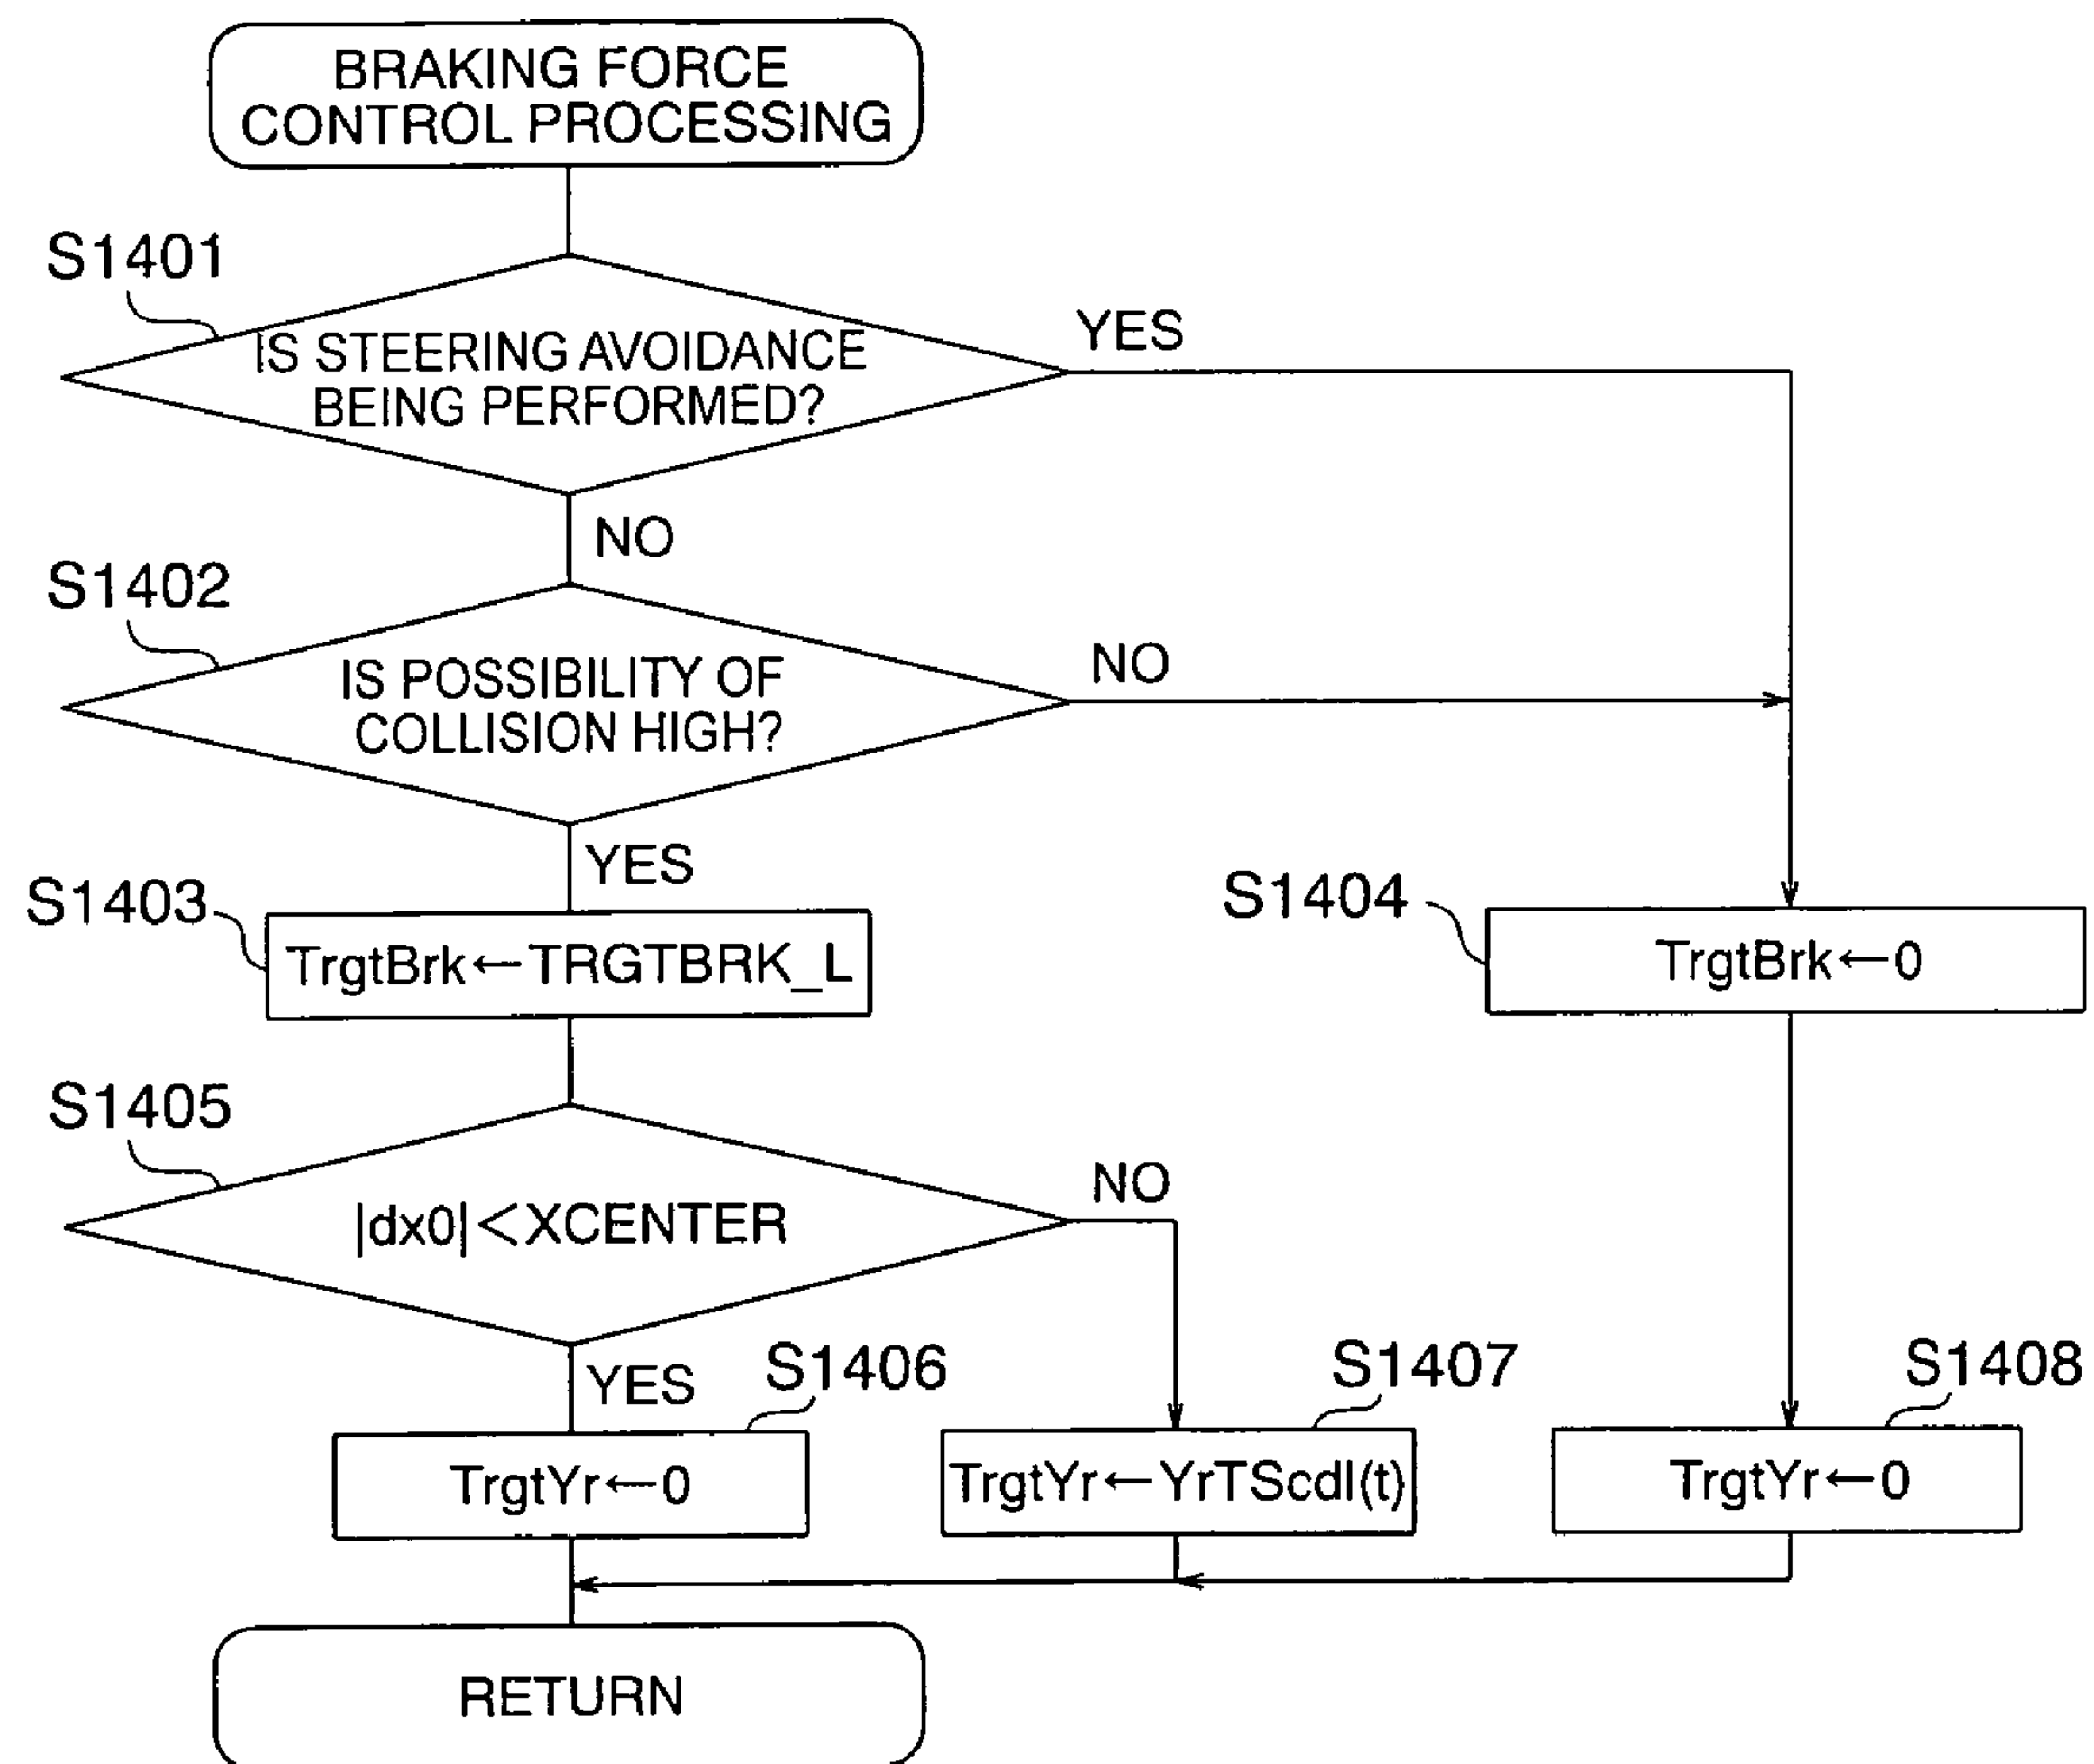 BRAKING FORCE
CONTROL PROCESSING
S1401
IS STEERING AVOIDANCE
BEING PERFORMED?
YES
NO
S1402
IS POSSIBILITY OF
COLLISION HIGH?
NO
YES
S1403
TrgtBrk←TRGTBRK_L
S1404
TrgtBrk←0
S1405
|dx0|<XCENTER
NO
YES
S1406
TrgtYr←0
S1407
TrgtYr←YrTScdl(t)
S1408
TrgtYr←0
RETURN